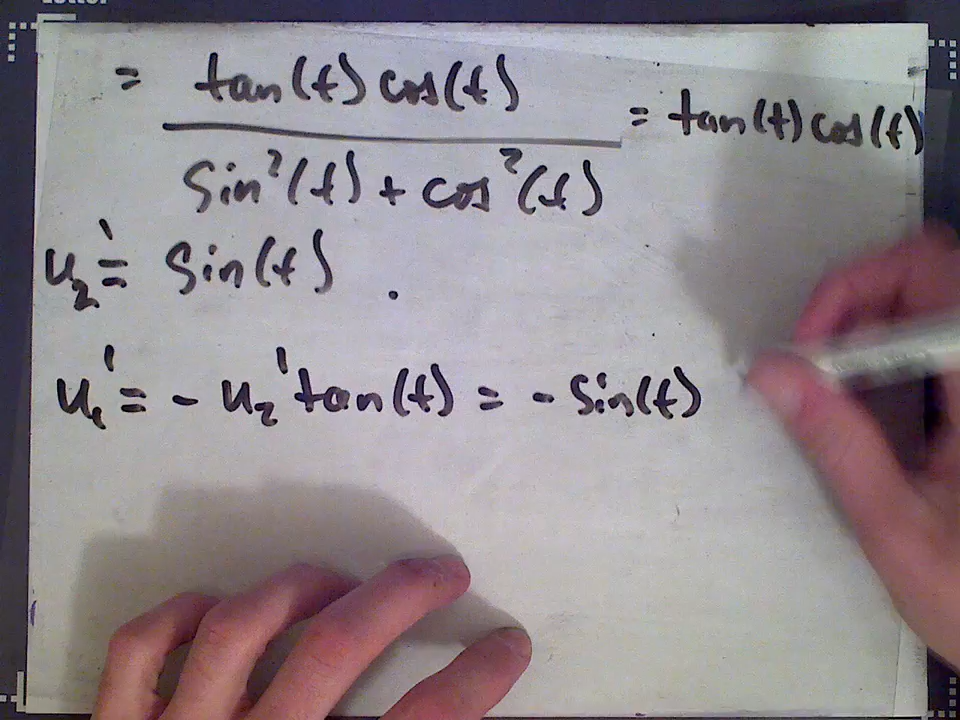 = tan(t) cos(t) / sin²(t) + cos²(t) = tan(t) cos(t)
u₂' = sin(t).
u₁' = - u₂' tan(t) = - sin(t)